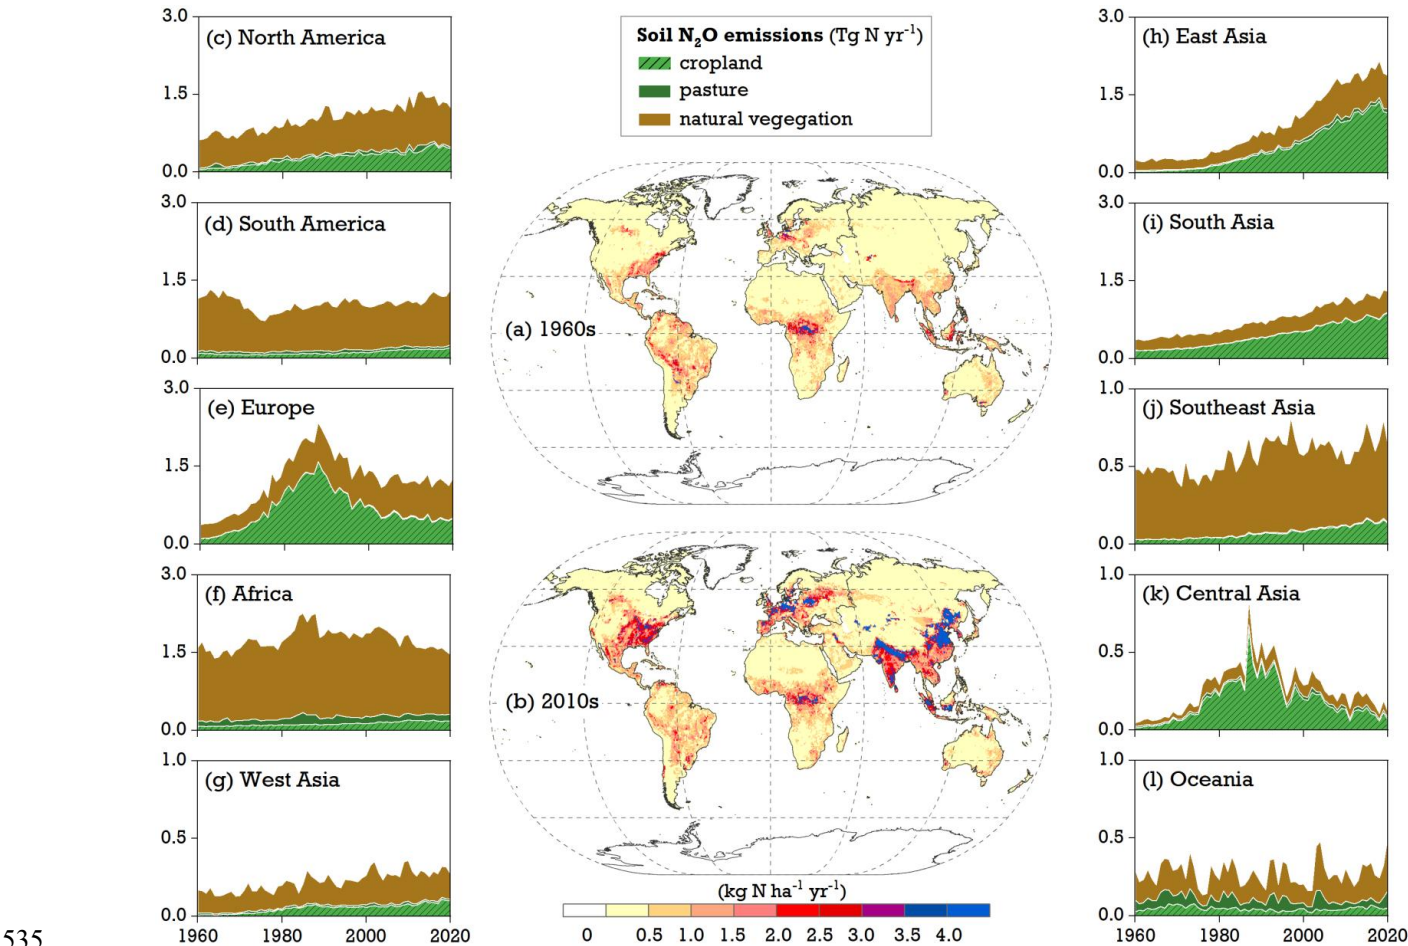 3.0
(c) North America
1.5
0.0
3.0
(d) South America
1.5
0.0
3.0
(e) Europe
1.5
0.0
3.0
(f) Africa
1.5
0.0
1.0
(g) West Asia
0.5
0.0
1960 1980 2000 2020
535
Soil N₂O emissions (Tg N yr⁻¹)
cropland
pasture
natural vegegation
(a) 1960s
(b) 2010s
(kg N ha⁻¹ yr⁻¹)
0 0.5 1.0 1.5 2.0 2.5 3.0 3.5 4.0
3.0
(h) East Asia
1.5
0.0
3.0
(i) South Asia
1.5
0.0
1.0
(j) Southeast Asia
0.5
0.0
1.0
(k) Central Asia
0.5
0.0
1.0
(l) Oceania
0.5
0.0
1960 1980 2000 2020